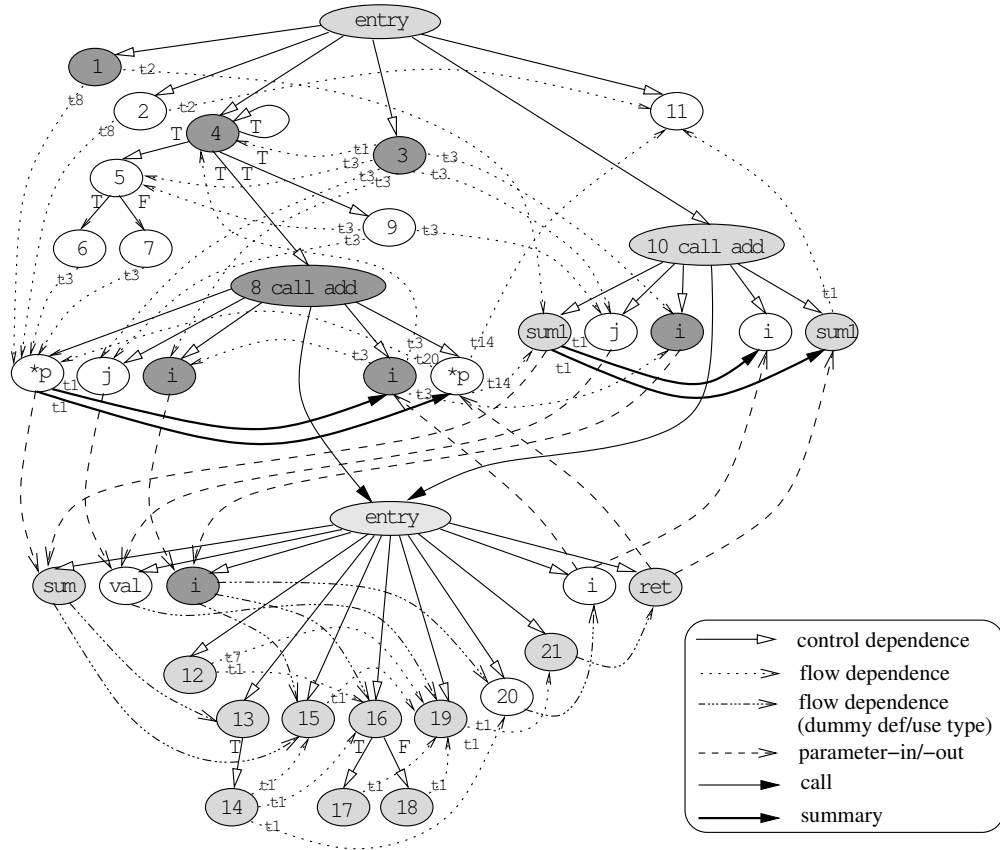 entry
1
t2
t8
2
t2
t8
4
T
T
T
T
T
11
3
t1
t3
t3
t3
t3
t3
5
T
F
6
7
t3
t3
9
t3
t3
t3
10 call add
8 call add
sum1
j
i
i
sum1
t1
t1
t1
*p
j
i
i
*p
t1
t1
t3
t3
t20
t3
t14
t14
entry
sum
val
i
i
ret
12
t7
t1
21
20
13
15
16
19
T
t1
T
F
t1
t1
14
17
18
t1
t1
t1
t1
t1
control dependence
flow dependence
flow dependence
(dummy def/use type)
parameter-in/-out
call
summary